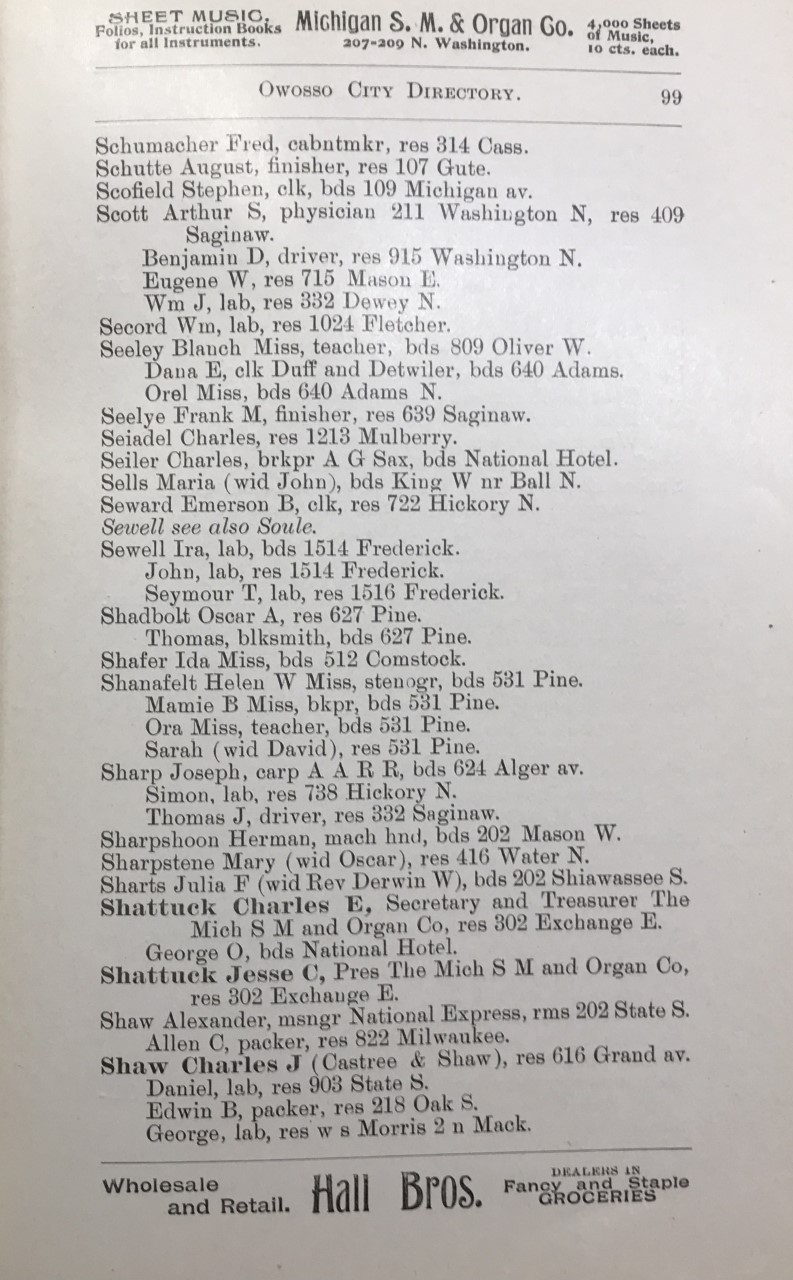 SHEET MUSIC,
Folios, Instruction Books
for all Instruments.
Michigan S. M. & Organ Co.
207-209 N. Washington.
4,000 Sheets
of Music,
10 cts. each.
Owosso City Directory. 99
Schumacher Fred, cabntmkr, res 314 Cass.
Schutte August, finisher, res 107 Gute.
Scofield Stephen, clk, bds 109 Michigan av.
Scott Arthur S, physician 211 Washington N, res 409
Saginaw.
Benjamin D, driver, res 915 Washington N.
Eugene W, res 715 Mason E.
Wm J, lab, res 332 Dewey N.
Secord Wm, lab, res 1024 Fletcher.
Seeley Blanch Miss, teacher, bds 809 Oliver W.
Dana E, clk Duff and Detwiler, bds 640 Adams.
Orel Miss, bds 640 Adams N.
Seelye Frank M, finisher, res 639 Saginaw.
Seiadel Charles, res 1213 Mulberry.
Seiler Charles, brkpr A G Sax, bds National Hotel.
Sells Maria (wid John), bds King W nr Ball N.
Seward Emerson B, clk, res 722 Hickory N.
Sewell see also Soule.
Sewell Ira, lab, bds 1514 Frederick.
John, lab, res 1514 Frederick.
Seymour T, lab, res 1516 Frederick.
Shadbolt Oscar A, res 627 Pine.
Thomas, blksmith, bds 627 Pine.
Shafer Ida Miss, bds 512 Comstock.
Shanafelt Helen W Miss, stenogr, bds 531 Pine.
Mamie B Miss, bkpr, bds 531 Pine.
Ora Miss, teacher, bds 531 Pine.
Sarah (wid David), res 531 Pine.
Sharp Joseph, carp A A R R, bds 624 Alger av.
Simon, lab, res 738 Hickory N.
Thomas J, driver, res 332 Saginaw.
Sharpshoon Herman, mach hnd, bds 202 Mason W.
Sharpstene Mary (wid Oscar), res 416 Water N.
Sharts Julia F (wid Rev Derwin W), bds 202 Shiawassee S.
Shattuck Charles E, Secretary and Treasurer The
Mich S M and Organ Co, res 302 Exchange E.
George O, bds National Hotel.
Shattuck Jesse C, Pres The Mich S M and Organ Co,
res 302 Exchange E.
Shaw Alexander, msngr National Express, rms 202 State S.
Allen C, packer, res 822 Milwaukee.
Shaw Charles J (Castree & Shaw), res 616 Grand av.
Daniel, lab, res 903 State S.
Edwin B, packer, res 218 Oak S.
George, lab, res w s Morris 2 n Mack.
Wholesale
and Retail.
Hall Bros.
DEALERS IN
Fancy and Staple
GROCERIES